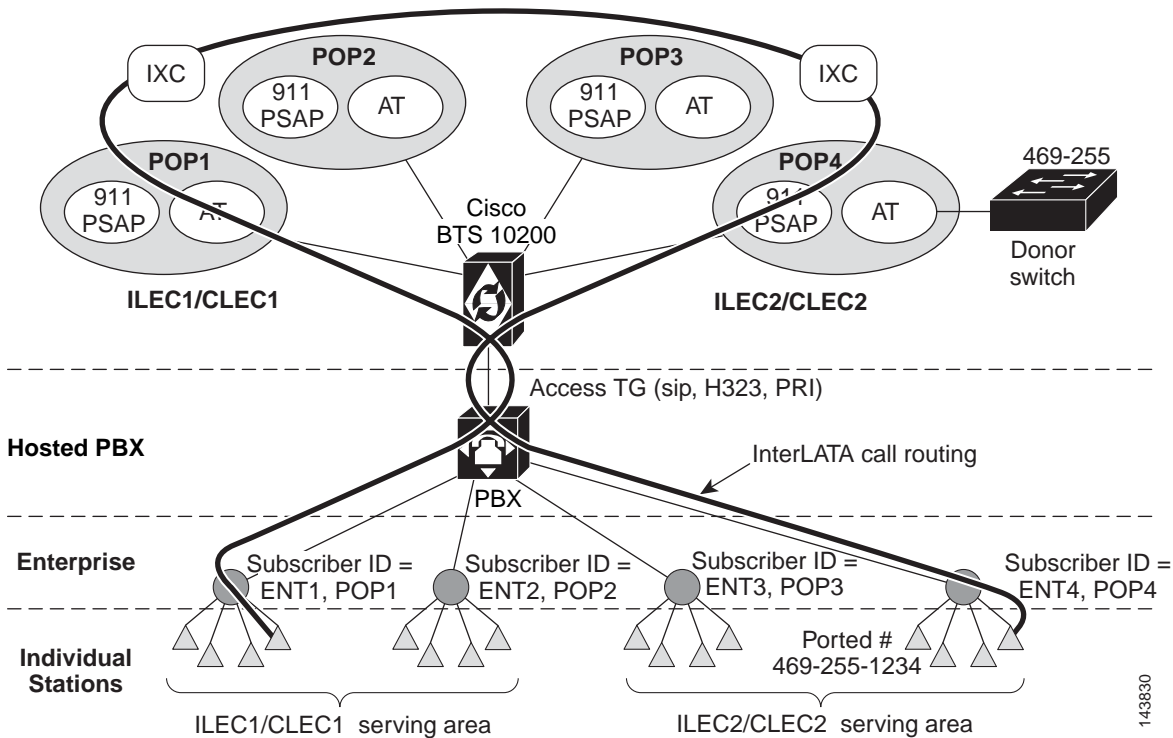 IXC
POP2
911
PSAP
AT
POP3
911
PSAP
AT
IXC
POP1
911
PSAP
AT
ILEC1/CLEC1
Cisco
BTS 10200
POP4
911
PSAP
AT
ILEC2/CLEC2
469-255
Donor
switch
Access TG (sip, H323, PRI)
Hosted PBX
InterLATA call routing
PBX
Enterprise
Subscriber ID =
ENT1, POP1
Subscriber ID =
ENT2, POP2
Subscriber ID =
ENT3, POP3
Subscriber ID =
ENT4, POP4
Individual
Stations
Ported #
469-255-1234
ILEC1/CLEC1 serving area
ILEC2/CLEC2 serving area
143830